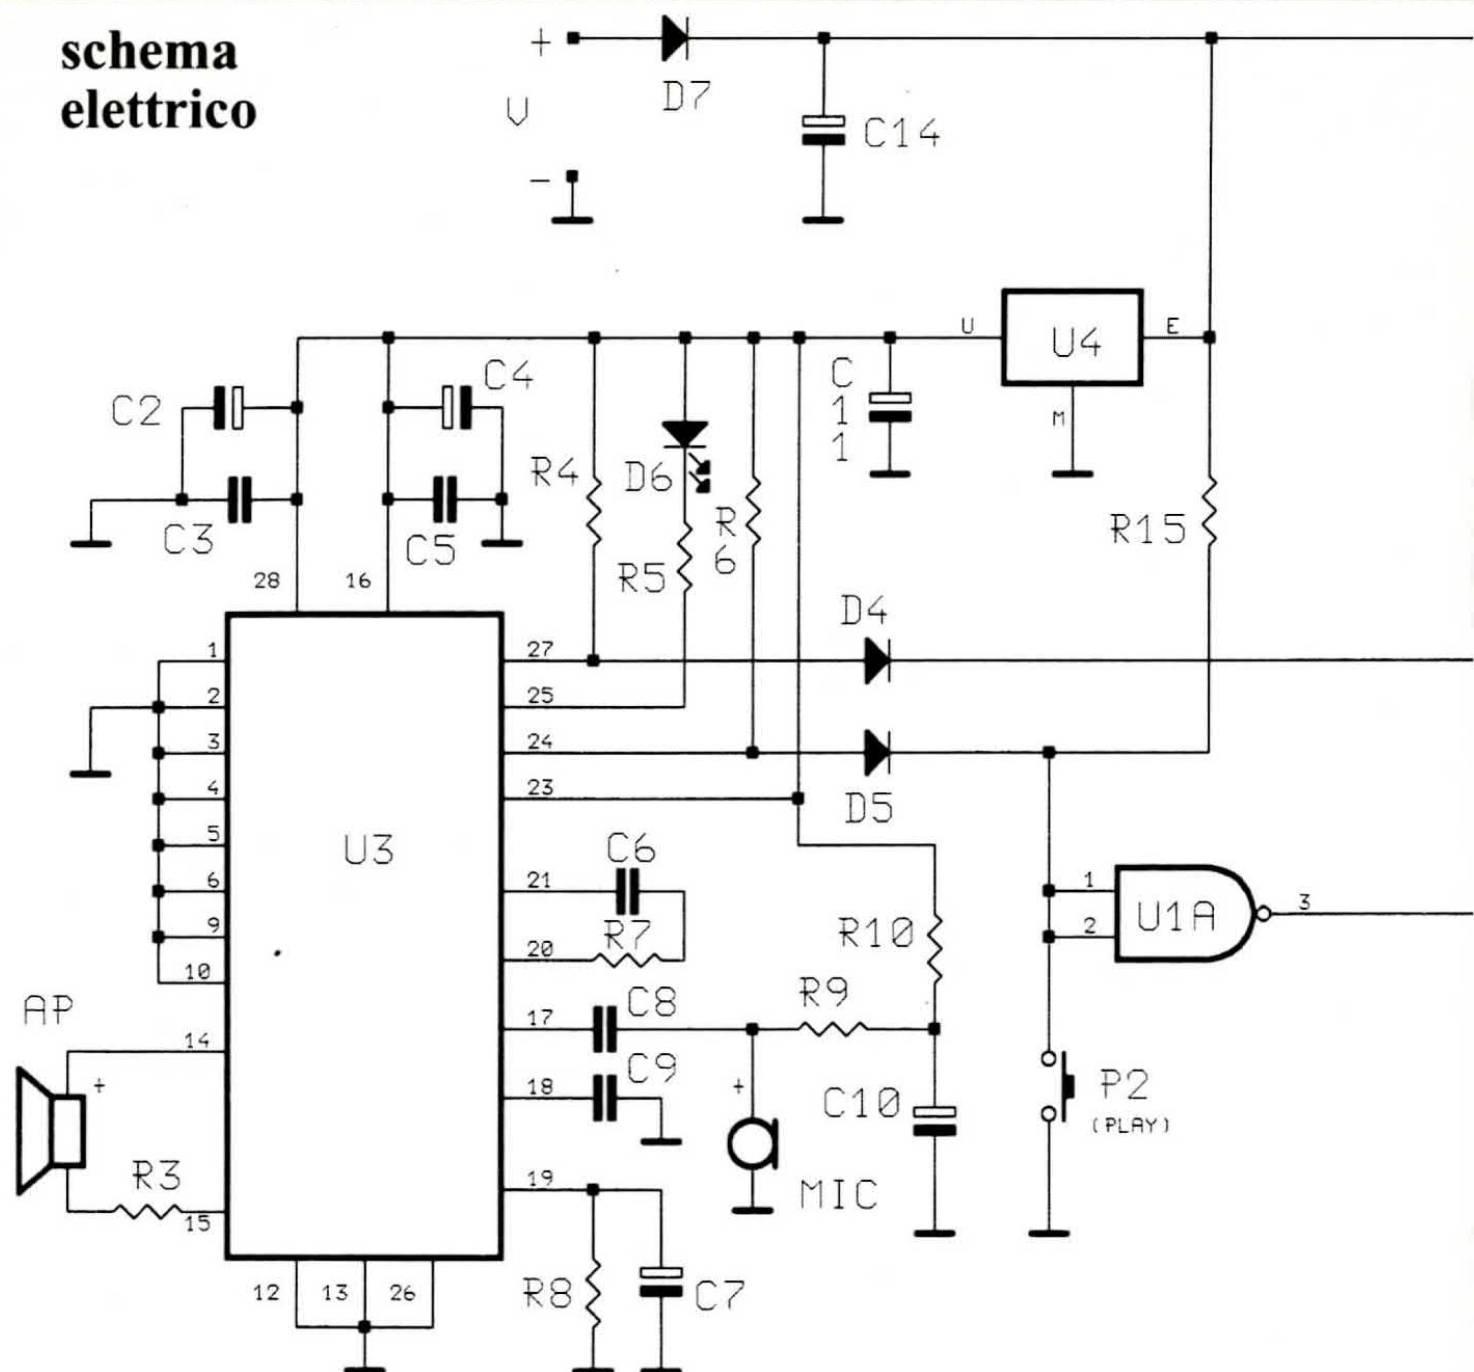 schema
elettrico
+
D7
V
C14
-
U
U4
E
M
C2
C4
C
1
1
C3
C5
R4
D6
R
6
R5
R15
28
16
D4
1
27
2
25
3
24
4
23
D5
5
U3
C6
6
21
1
U1A
3
9
R7
R10
2
10
20
AP
C8
R9
14
17
+
C9
+
18
C10
P2
(PLAY)
R3
19
MIC
15
12
13
26
R8
C7